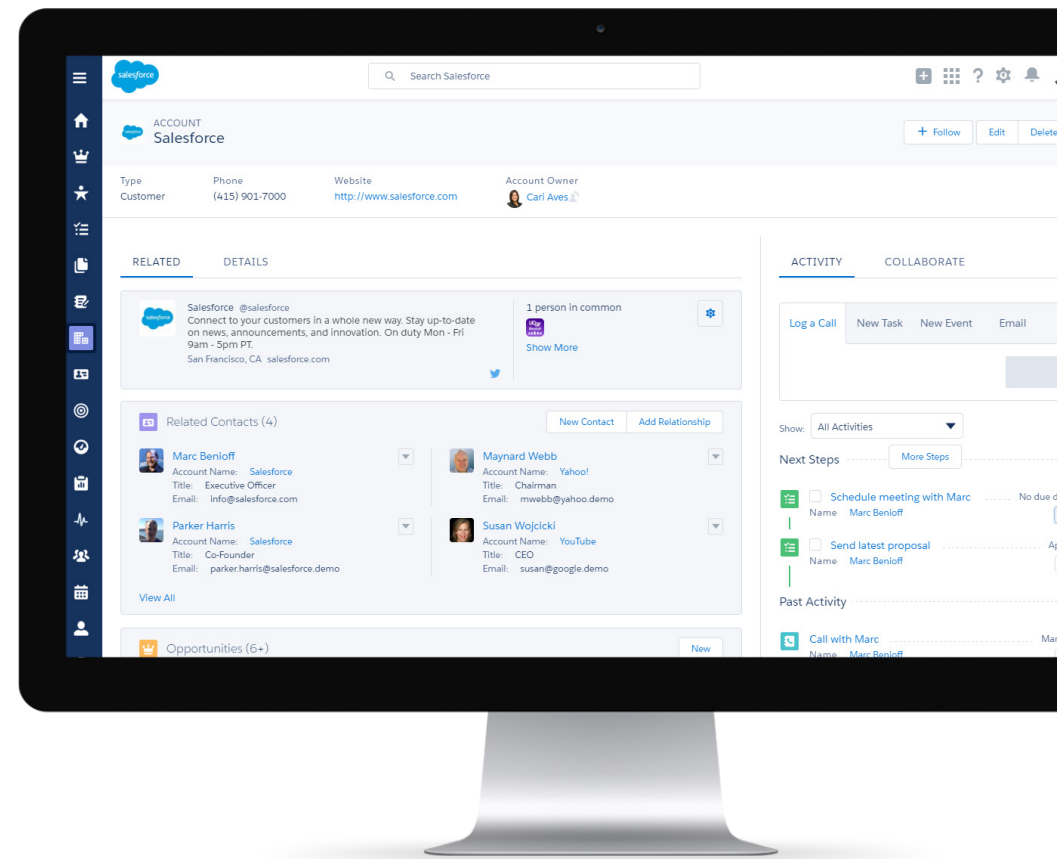 salesforce
Search Salesforce
ACCOUNT
Salesforce
+ Follow
Edit
Delete
Type
Phone
Website
Account Owner
Customer
(415) 901-7000
http://www.salesforce.com
Cari Aves
RELATED
DETAILS
Salesforce @salesforce
Connect to your customers in a whole new way. Stay up-to-date
on news, announcements, and innovation. On duty Mon - Fri
9am - 5pm PT.
San Francisco, CA salesforce.com
1 person in common
Show More
Related Contacts (4)
New Contact
Add Relationship
Marc Benioff
Account Name: Salesforce
Title: Executive Officer
Email: info@salesforce.com
Maynard Webb
Account Name: Yahoo!
Title: Chairman
Email: mwebb@yahoo.demo
Parker Harris
Account Name: Salesforce
Title: Co-Founder
Email: parker.harris@salesforce.demo
Susan Wojcicki
Account Name: YouTube
Title: CEO
Email: susan@google.demo
View All
Opportunities (6+)
New
ACTIVITY
COLLABORATE
Log a Call
New Task
New Event
Email
Show: All Activities
Next Steps
More Steps
Schedule meeting with Marc
No due d
Name Marc Benioff
Send latest proposal
Ap
Name Marc Benioff
Past Activity
Call with Marc
Mar
Name Marc Benioff